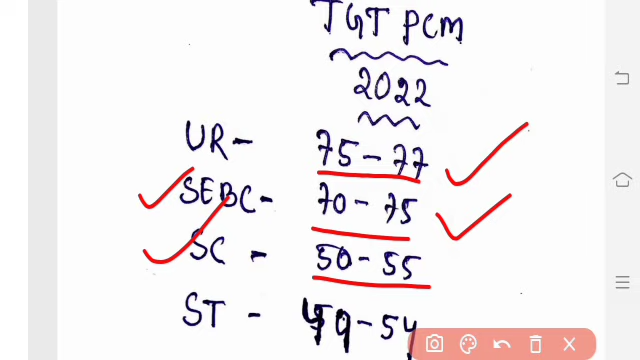 TGT PCM
2022
UR - 75 - 77
SEBC - 70 - 75
SC - 50 - 55
ST - 49 - 54